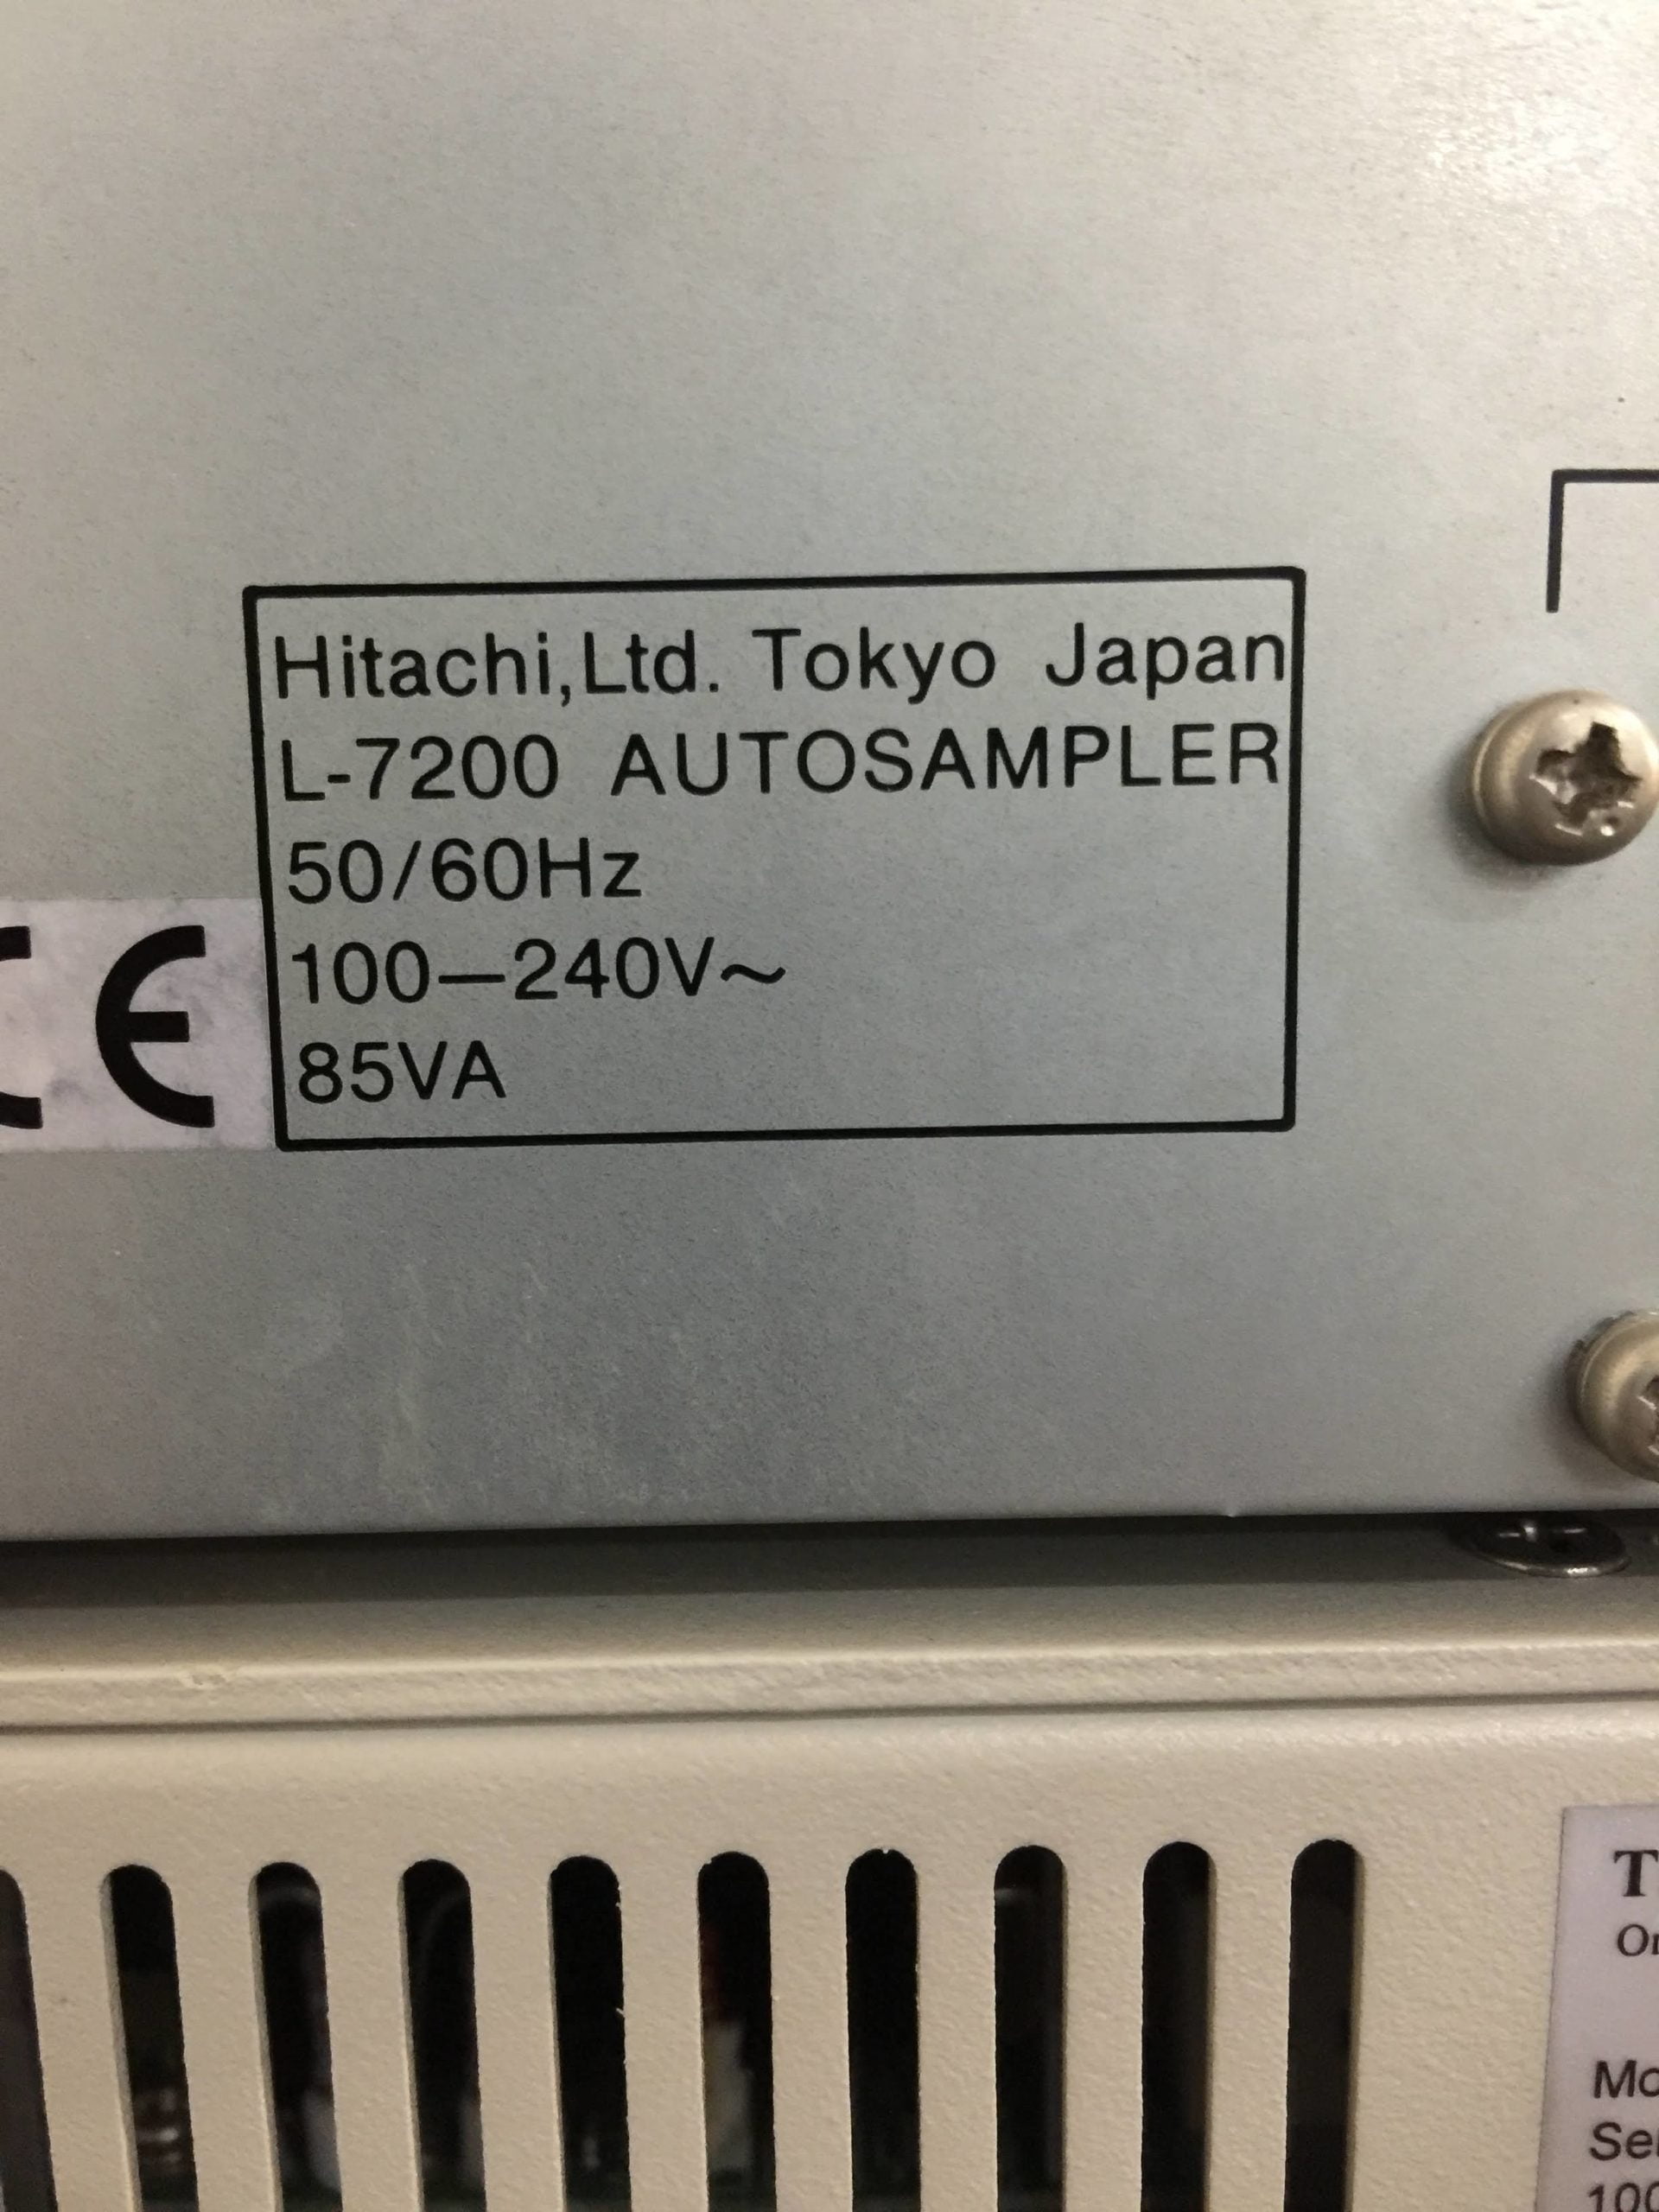 Hitachi,Ltd. Tokyo Japan
L-7200 AUTOSAMPLER
50/60Hz
100—240V~
85VA
CE